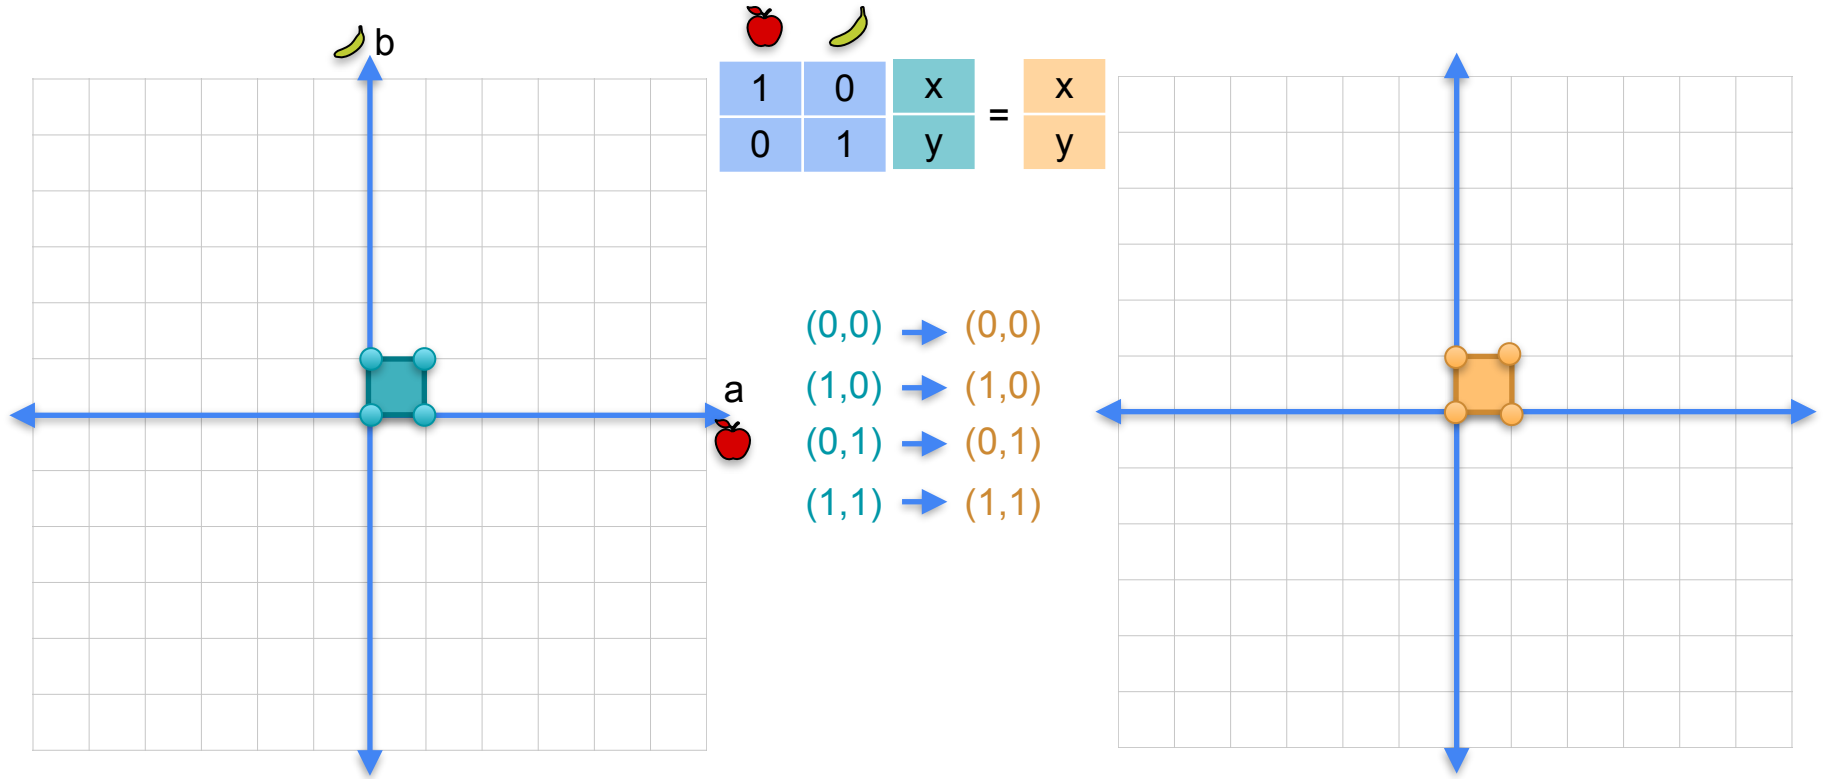 b
1 0 x = x
0 1 y y
a
(0,0) (0,0)
(1,0) (1,0)
(0,1) (0,1)
(1,1) (1,1)